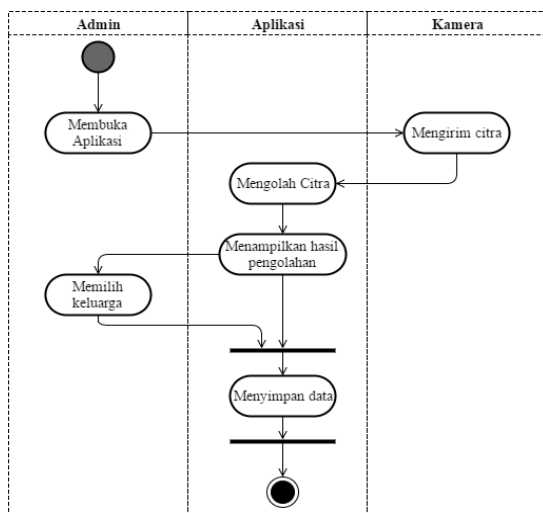 Admin
Aplikasi
Kamera
Membuka
Aplikasi
Mengirim citra
Mengolah Citra
Menampilkan hasil
pengolahan
Memilih
keluarga
Menyimpan data